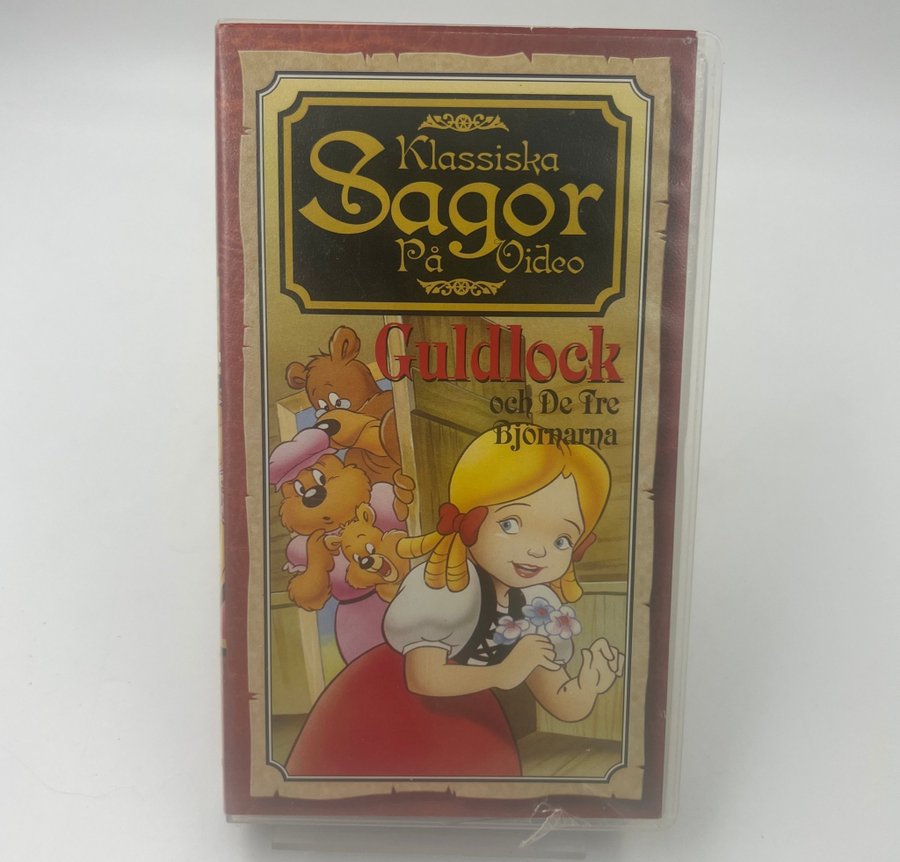 Klassiska
Sagor
På Video
Guldlock
och De Tre
Björnarna